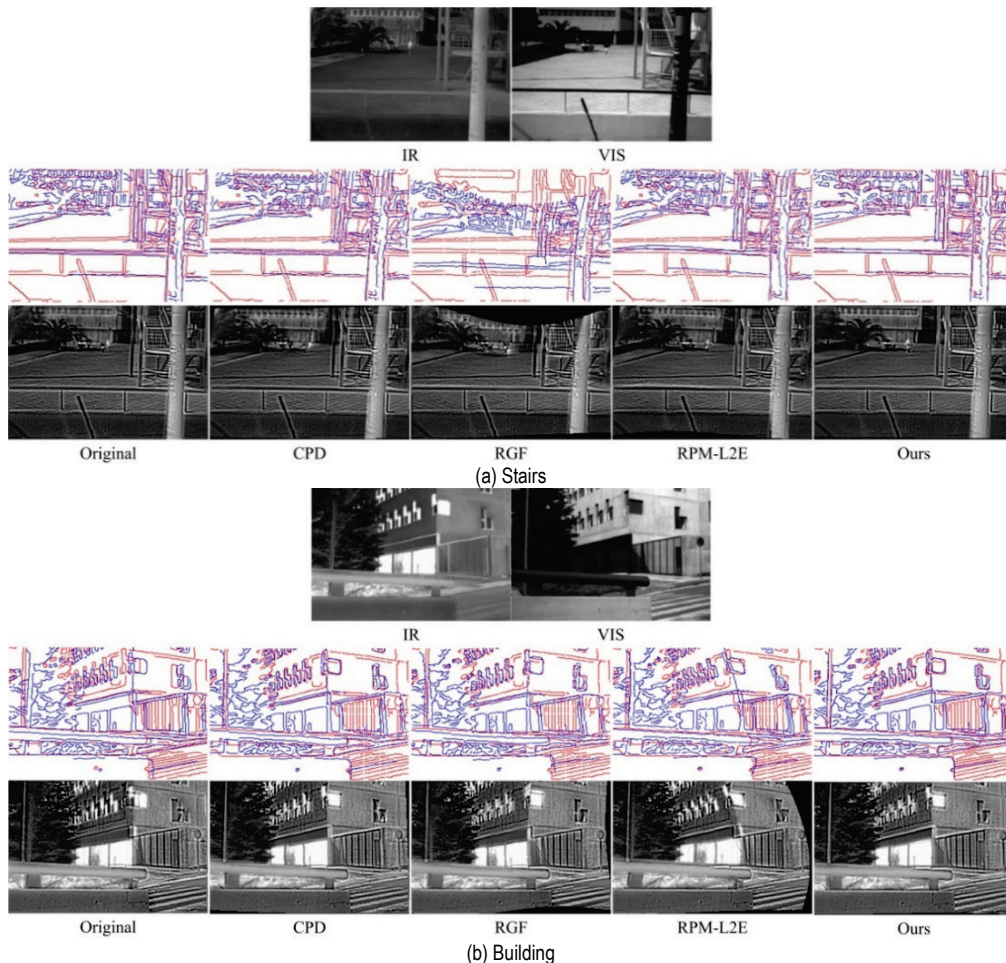 IR VIS
Original CPD RGF RPM-L2E Ours
(a) Stairs
IR VIS
Original CPD RGF RPM-L2E Ours
(b) Building